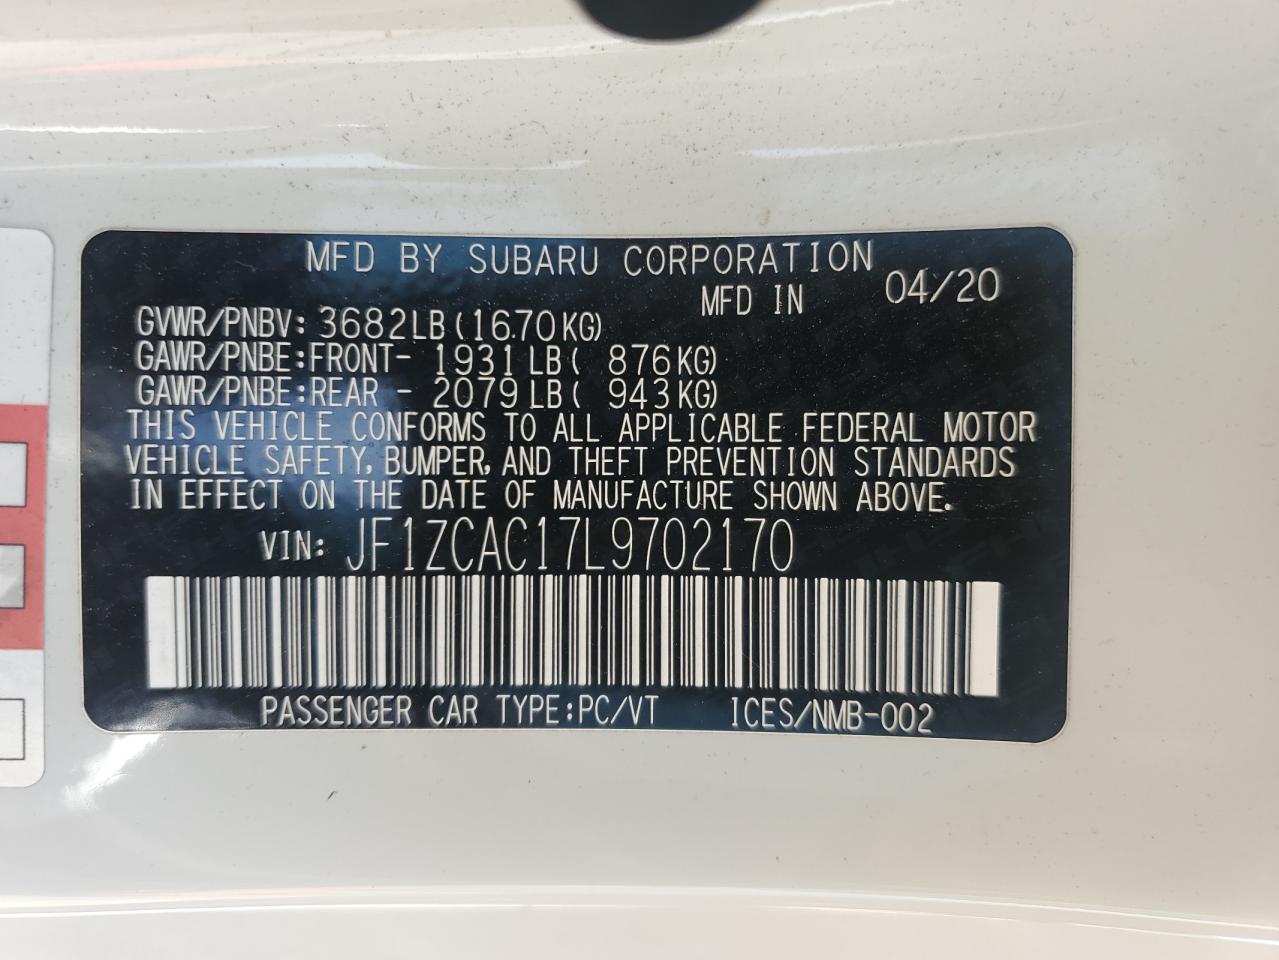 MFD BY SUBARU CORPORATION
MFD IN 04/20
GVWR/PNBV: 3682LB(1670KG)
GAWR/PNBE:FRONT- 1931LB( 876KG)
GAWR/PNBE:REAR - 2079LB( 943KG)
THIS VEHICLE CONFORMS TO ALL APPLICABLE FEDERAL MOTOR
VEHICLE SAFETY, BUMPER, AND THEFT PREVENTION STANDARDS
IN EFFECT ON THE DATE OF MANUFACTURE SHOWN ABOVE.
VIN: JF1ZCAC17L9702170
PASSENGER CAR TYPE:PC/VT ICES/NMB-002